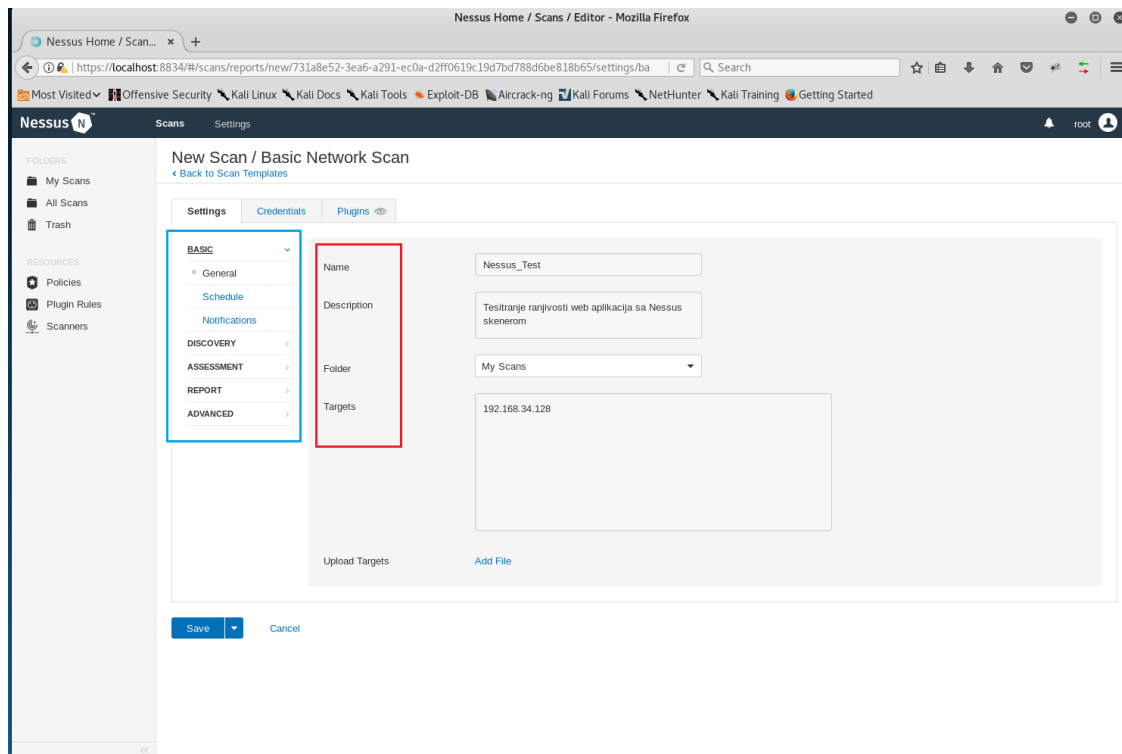 Nessus Home / Scans / Editor - Mozilla Firefox
Nessus Home / Scan...
https://localhost:8834/#/scans/reports/new/731a8e52-3ea6-a291-ec0a-d2ff0619c19d7bd788d6be818b65/settings/ba
Search
Most Visited Offensive Security Kali Linux Kali Docs Kali Tools Exploit-DB Aircrack-ng Kali Forums NetHunter Kali Training Getting Started
Nessus N
Scans Settings
root
FOLDERS
My Scans
All Scans
Trash
RESOURCES
Policies
Plugin Rules
Scanners
New Scan / Basic Network Scan
Back to Scan Templates
Settings Credentials Plugins
BASIC
General
Schedule
Notifications
DISCOVERY
ASSESSMENT
REPORT
ADVANCED
Name
Nessus_Test
Description
Tesitranje ranjivosti web aplikacija sa Nessus
skenerom
Folder
My Scans
Targets
192.168.34.128
Upload Targets
Add File
Save
Cancel